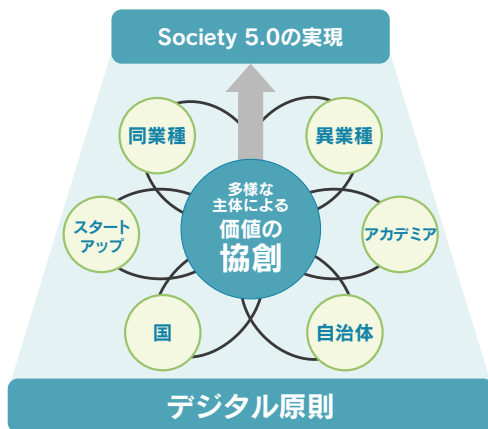 Society 5.0の実現
同業種
異業種
多様な
主体による
価値の
協創
スタート
アップ
アカデミア
国
自治体
デジタル原則